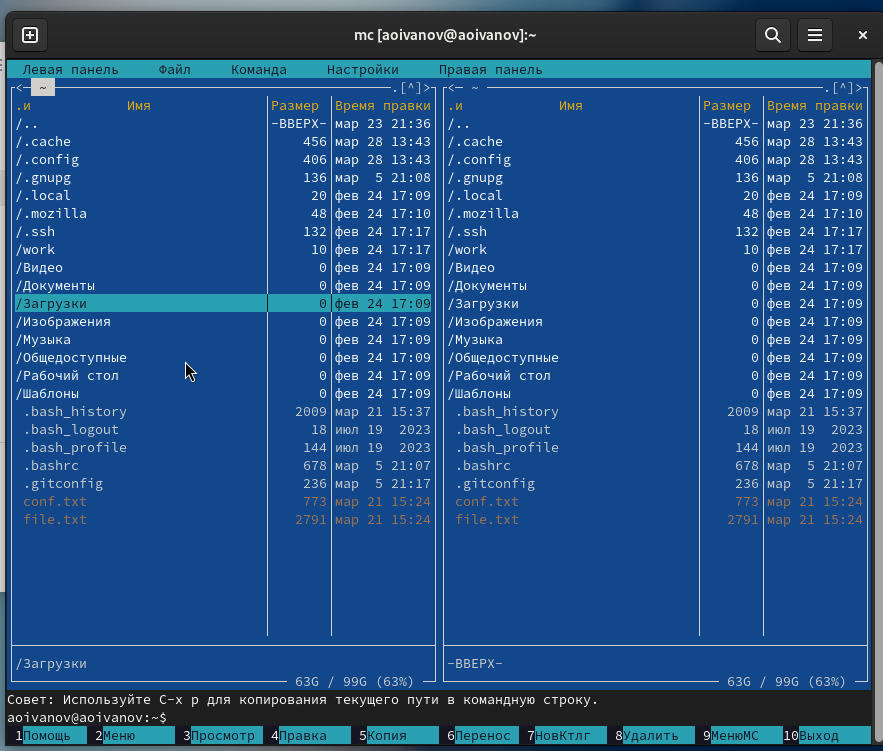 mc [aoivanov@aoivanov]:~
Левая панель Файл Команда Настройки Правая панель
<- ~ .[^]> <- ~ .[^]>
.и Имя Размер Время правки .и Имя Размер Время правки
/.. -ВВЕРХ- мар 23 21:36 /.. -ВВЕРХ- мар 23 21:36
/.cache 456 мар 28 13:43 /.cache 456 мар 28 13:43
/.config 406 мар 28 13:43 /.config 406 мар 28 13:43
/.gnupg 136 мар 5 21:08 /.gnupg 136 мар 5 21:08
/.local 20 фев 24 17:09 /.local 20 фев 24 17:09
/.mozilla 48 фев 24 17:10 /.mozilla 48 фев 24 17:10
/.ssh 132 фев 24 17:17 /.ssh 132 фев 24 17:17
/work 10 фев 24 17:17 /work 10 фев 24 17:17
/Видео 0 фев 24 17:09 /Видео 0 фев 24 17:09
/Документы 0 фев 24 17:09 /Документы 0 фев 24 17:09
/Загрузки 0 фев 24 17:09 /Загрузки 0 фев 24 17:09
/Изображения 0 фев 24 17:09 /Изображения 0 фев 24 17:09
/Музыка 0 фев 24 17:09 /Музыка 0 фев 24 17:09
/Общедоступные 0 фев 24 17:09 /Общедоступные 0 фев 24 17:09
/Рабочий стол 0 фев 24 17:09 /Рабочий стол 0 фев 24 17:09
/Шаблоны 0 фев 24 17:09 /Шаблоны 0 фев 24 17:09
.bash_history 2009 мар 21 15:37 .bash_history 2009 мар 21 15:37
.bash_logout 18 июл 19 2023 .bash_logout 18 июл 19 2023
.bash_profile 144 июл 19 2023 .bash_profile 144 июл 19 2023
.bashrc 678 мар 5 21:07 .bashrc 678 мар 5 21:07
.gitconfig 236 мар 5 21:17 .gitconfig 236 мар 5 21:17
conf.txt 773 мар 21 15:24 conf.txt 773 мар 21 15:24
file.txt 2791 мар 21 15:24 file.txt 2791 мар 21 15:24
/Загрузки -ВВЕРХ-
63G / 99G (63%) 63G / 99G (63%)
Совет: Используйте C-x p для копирования текущего пути в командную строку.
aoivanov@aoivanov:~$
1Помощь 2Меню 3Просмотр 4Правка 5Копия 6Перенос 7НовКтлг 8Удалить 9МенюMC 10Выход